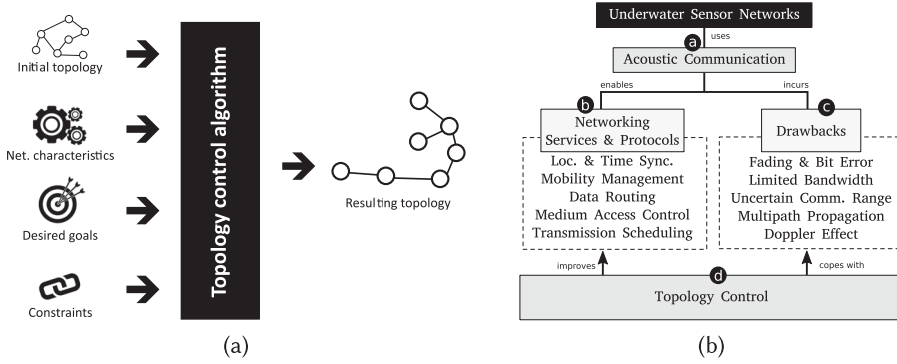 Initial topology
Net. characteristics
Desired goals
Constraints
Topology control algorithm
Resulting topology
(a)
Underwater Sensor Networks
uses
a
Acoustic Communication
enables
incurs
b
Networking
Services & Protocols
Loc. & Time Sync.
Mobility Management
Data Routing
Medium Access Control
Transmission Scheduling
c
Drawbacks
Fading & Bit Error
Limited Bandwidth
Uncertain Comm. Range
Multipath Propagation
Doppler Effect
improves
copes with
d
Topology Control
(b)